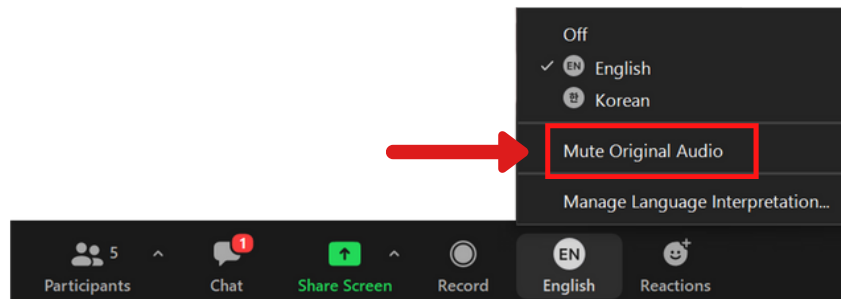 Off
EN English
한 Korean
Mute Original Audio
Manage Language Interpretation...
5 1 EN
Participants Chat Share Screen Record English Reactions